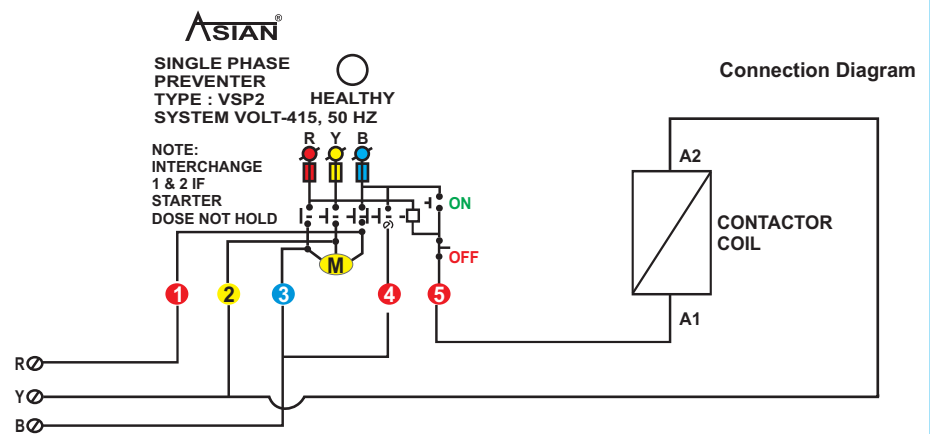 ASIAN
SINGLE PHASE
PREVENTER
TYPE : VSP2
HEALTHY
SYSTEM VOLT-415, 50 HZ
Connection Diagram
NOTE:
INTERCHANGE
1 & 2 IF
STARTER
DOSE NOT HOLD
R Y B
ON
OFF
M
A2
CONTACTOR
COIL
A1
1 2 3 4 5
R
Y
B